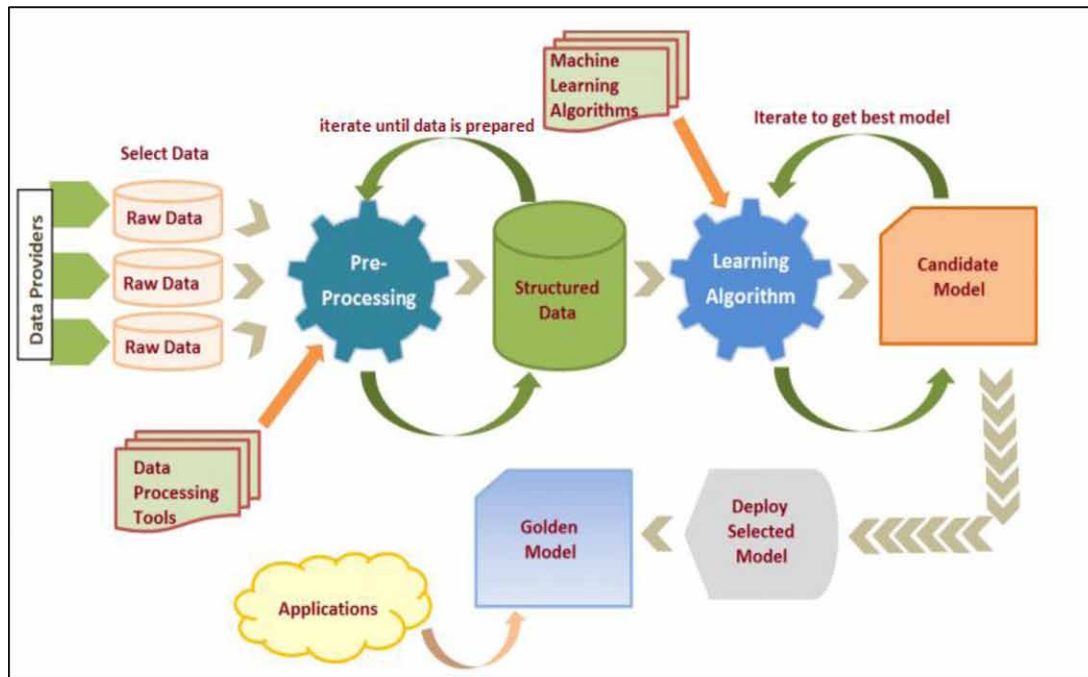 Machine
Learning
Algorithms
iterate until data is prepared
Iterate to get best model
Select Data
Data Providers
Raw Data
Raw Data
Raw Data
Pre-
Processing
Structured
Data
Learning
Algorithm
Candidate
Model
Data
Processing
Tools
Golden
Model
Deploy
Selected
Model
Applications